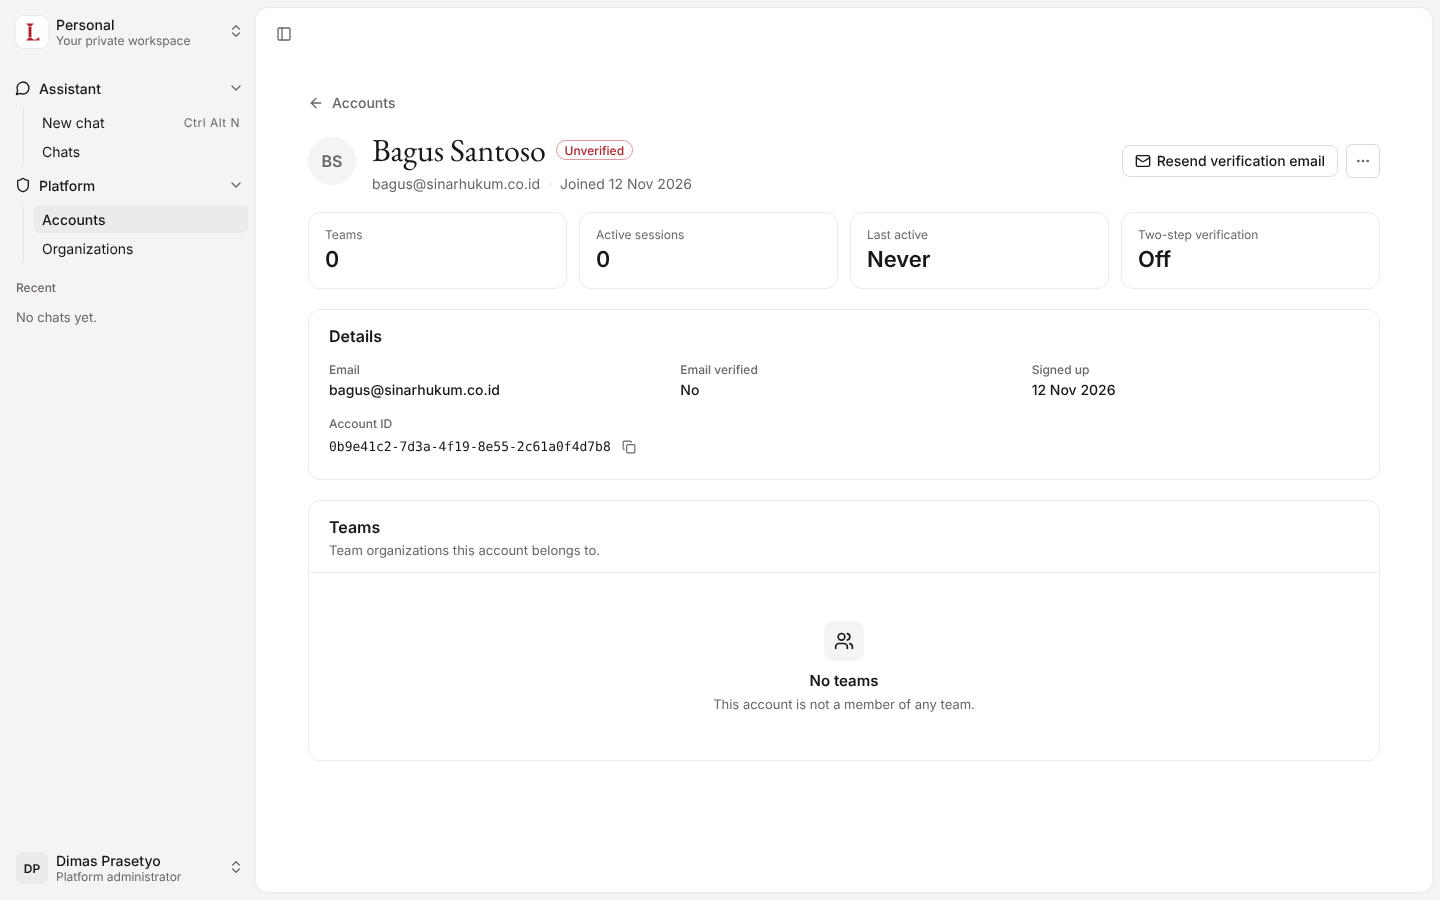 L
Personal
Your private workspace
Assistant
New chat
Ctrl Alt N
Chats
Platform
Accounts
Organizations
Recent
No chats yet.
DP
Dimas Prasetyo
Platform administrator
Accounts
BS
Bagus Santoso
Unverified
bagus@sinarhukum.co.id · Joined 12 Nov 2026
Resend verification email
Teams
0
Active sessions
0
Last active
Never
Two-step verification
Off
Details
Email
bagus@sinarhukum.co.id
Email verified
No
Signed up
12 Nov 2026
Account ID
0b9e41c2-7d3a-4f19-8e55-2c61a0f4d7b8
Teams
Team organizations this account belongs to.
No teams
This account is not a member of any team.